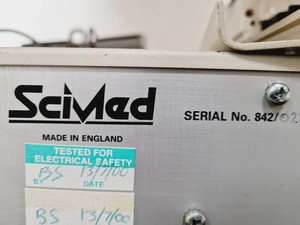 SciMed
SERIAL No. 842/
MADE IN ENGLAND
TESTED FOR
ELECTRICAL SAFETY
BS 13/7/00
BY DATE
BS 13/7/00